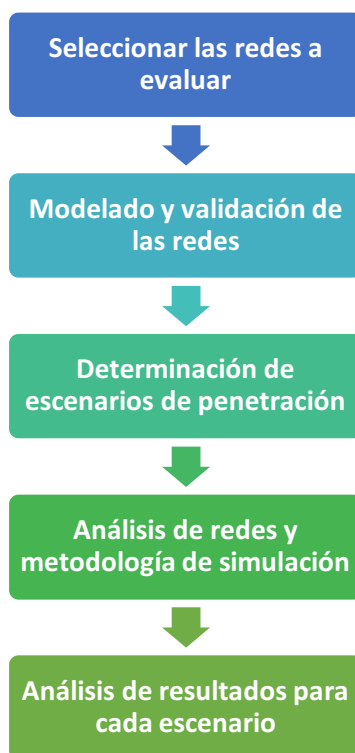 Seleccionar las redes a
evaluar
Modelado y validación de
las redes
Determinación de
escenarios de penetración
Análisis de redes y
metodología de simulación
Análisis de resultados para
cada escenario